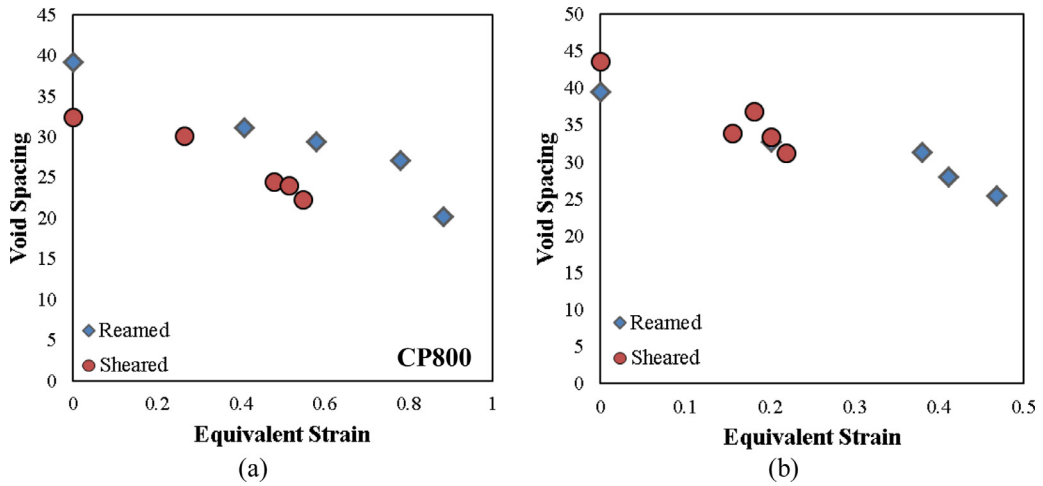 45
40
35
30
25
20
15
10
5
0
Void Spacing
Reamed
Sheared
CP800
0 0.2 0.4 0.6 0.8 1
Equivalent Strain
(a)
50
45
40
35
30
25
20
15
10
5
0
Void Spacing
Reamed
Sheared
0 0.1 0.2 0.3 0.4 0.5
Equivalent Strain
(b)